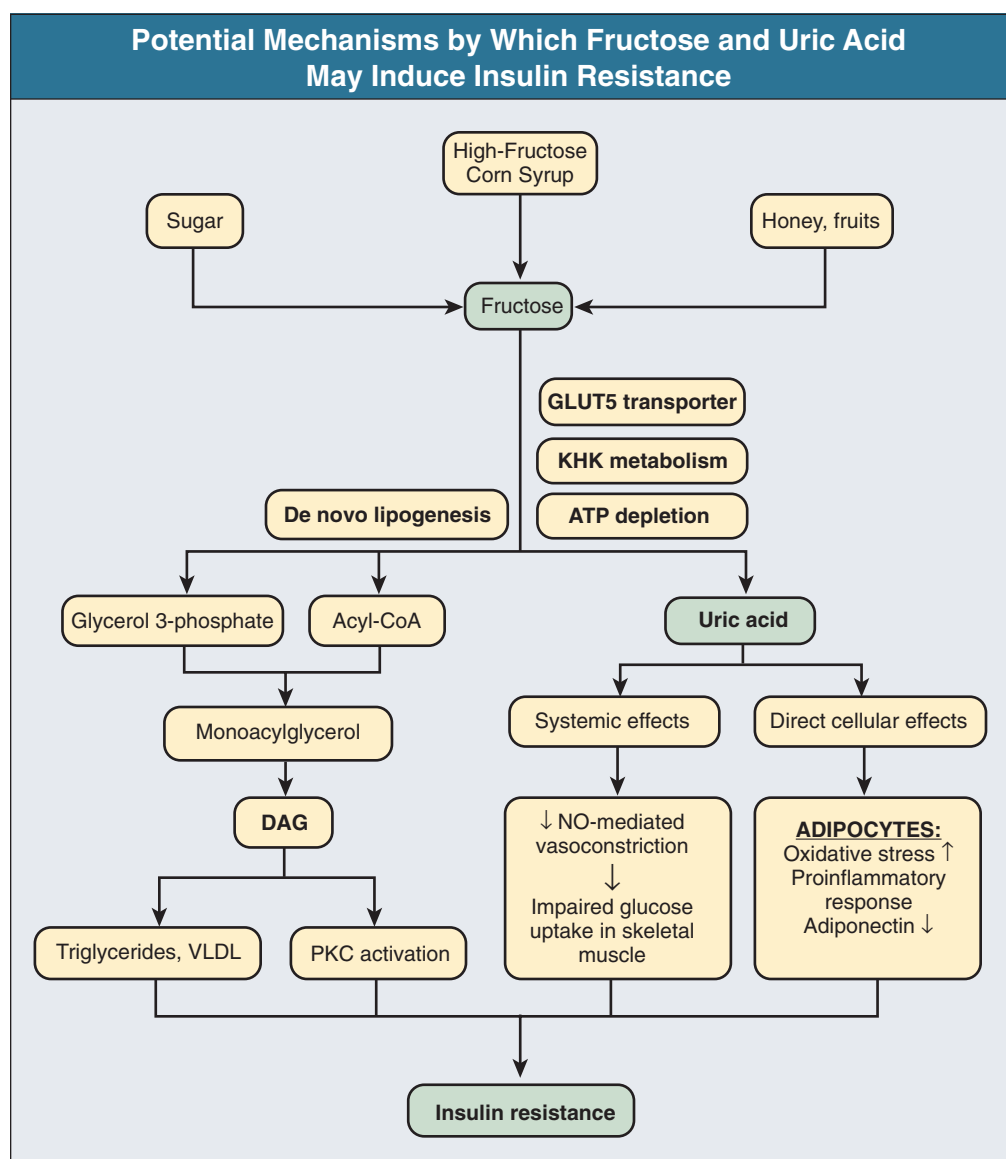 Potential Mechanisms by Which Fructose and Uric Acid
May Induce Insulin Resistance
High-Fructose
Corn Syrup
Sugar
Honey, fruits
Fructose
GLUT5 transporter
KHK metabolism
De novo lipogenesis
ATP depletion
Glycerol 3-phosphate
Acyl-CoA
Uric acid
Monoacylglycerol
Systemic effects
Direct cellular effects
DAG
↓ NO-mediated
vasoconstriction
↓
Impaired glucose
uptake in skeletal
muscle
ADIPOCYTES:
Oxidative stress ↑
Proinflammatory
response
Adiponectin ↓
Triglycerides, VLDL
PKC activation
Insulin resistance